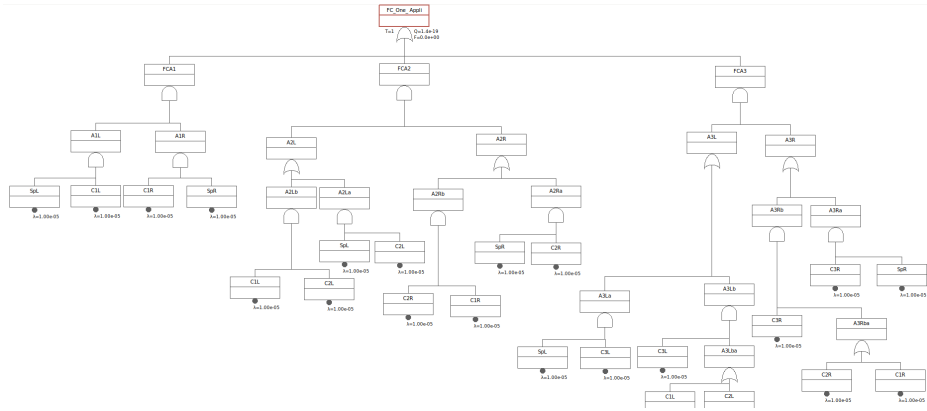 FC_One_Appli
T=1 Q=1.4e-19
F=0.0e+00
FCA1 FCA2 FCA3
A1L A1R A2L A2R A3L A3R
SpL C1L C1R SpR A2Lb A2La A2Rb A2Ra A3Rb A3Ra
λ=1.00e-05 λ=1.00e-05 λ=1.00e-05 λ=1.00e-05
SpL C2L SpR C2R C3R SpR
λ=1.00e-05 λ=1.00e-05 λ=1.00e-05 λ=1.00e-05 λ=1.00e-05 λ=1.00e-05
C1L C2L C2R C1R A3La A3Lb
λ=1.00e-05 λ=1.00e-05 λ=1.00e-05 λ=1.00e-05
C3R A3Rba
λ=1.00e-05
SpL C3L C3L A3Lba
λ=1.00e-05 λ=1.00e-05 λ=1.00e-05
C2R C1R
λ=1.00e-05 λ=1.00e-05
C1L C2L